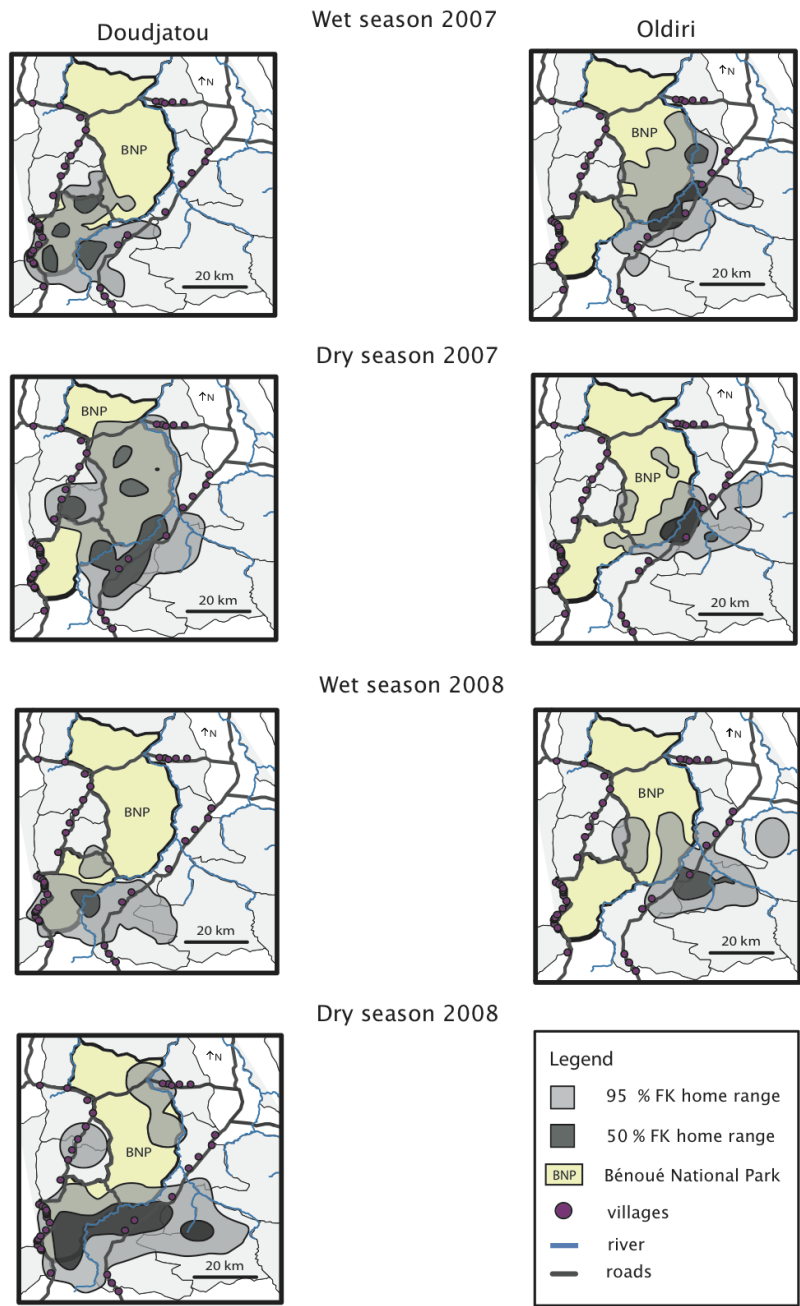 Wet season 2007
Doudjatou
Oldiri
↑N
BNP
20 km
↑N
BNP
20 km
Dry season 2007
↑N
BNP
20 km
↑N
BNP
20 km
Wet season 2008
↑N
BNP
20 km
↑N
BNP
20 km
Dry season 2008
↑N
BNP
20 km
Legend
95 % FK home range
50 % FK home range
BNP Bénoué National Park
villages
river
roads